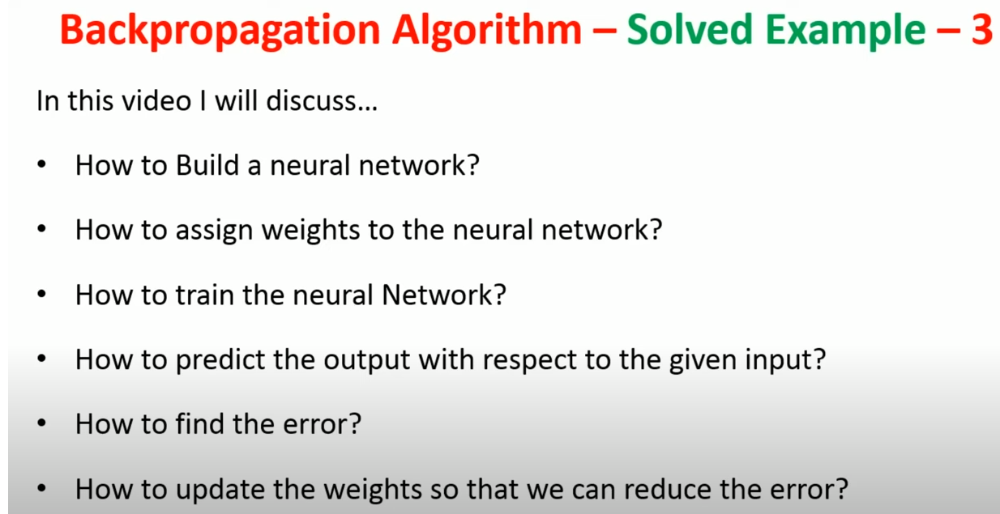 Backpropagation Algorithm – Solved Example – 3
In this video I will discuss...
• How to Build a neural network?
• How to assign weights to the neural network?
• How to train the neural Network?
• How to predict the output with respect to the given input?
• How to find the error?
• How to update the weights so that we can reduce the error?